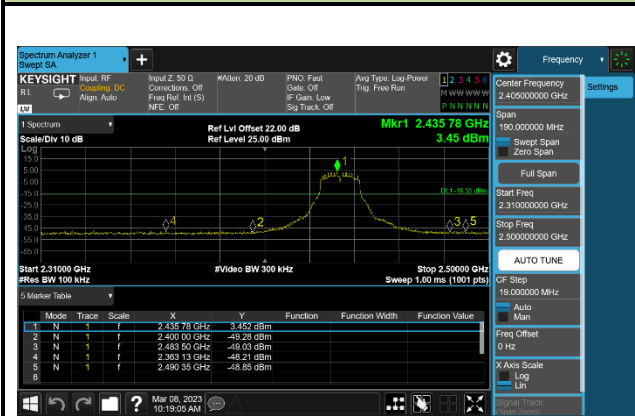 Spectrum Analyzer 1
Swept SA
+
Frequency
KEYSIGHT
RL
Input: RF
Coupling: DC
Align: Auto
Input Z: 50 Ω
Corrections: Off
Freq Ref: Int (S)
NFE: Off
#Atten: 20 dB
PNO: Fast
Gate: Off
IF Gain: Low
Sig Track: Off
Avg Type: Log-Power
Trig: Free Run
1 2 3 4 5 6
M W W W W W
P N N N N N
LXI
1 Spectrum
Scale/Div 10 dB
Ref Lvl Offset 22.00 dB
Ref Level 25.00 dBm
Mkr1 2.435 78 GHz
3.45 dBm
Log
15.0
5.00
-5.00
-15.0
-25.0
-35.0
-45.0
-55.0
-65.0
1
DL1 -16.55 dBm
4
2
3
5
Start 2.31000 GHz
#Res BW 100 kHz
#Video BW 300 kHz
Stop 2.50000 GHz
Sweep 1.00 ms (1001 pts)
5 Marker Table
Mode Trace Scale X Y Function Function Width Function Value
1 N 1 f 2.435 78 GHz 3.452 dBm
2 N 1 f 2.400 00 GHz -49.28 dBm
3 N 1 f 2.483 50 GHz -49.03 dBm
4 N 1 f 2.363 13 GHz -48.21 dBm
5 N 1 f 2.490 35 GHz -48.85 dBm
6
?
Mar 08, 2023
10:19:05 AM
Center Frequency
2.405000000 GHz
Settings
Span
190.000000 MHz
Swept Span
Zero Span
Full Span
Start Freq
2.310000000 GHz
Stop Freq
2.500000000 GHz
AUTO TUNE
CF Step
19.000000 MHz
Auto
Man
Freq Offset
0 Hz
X Axis Scale
Log
Lin
Signal Track
(Span Zoom)